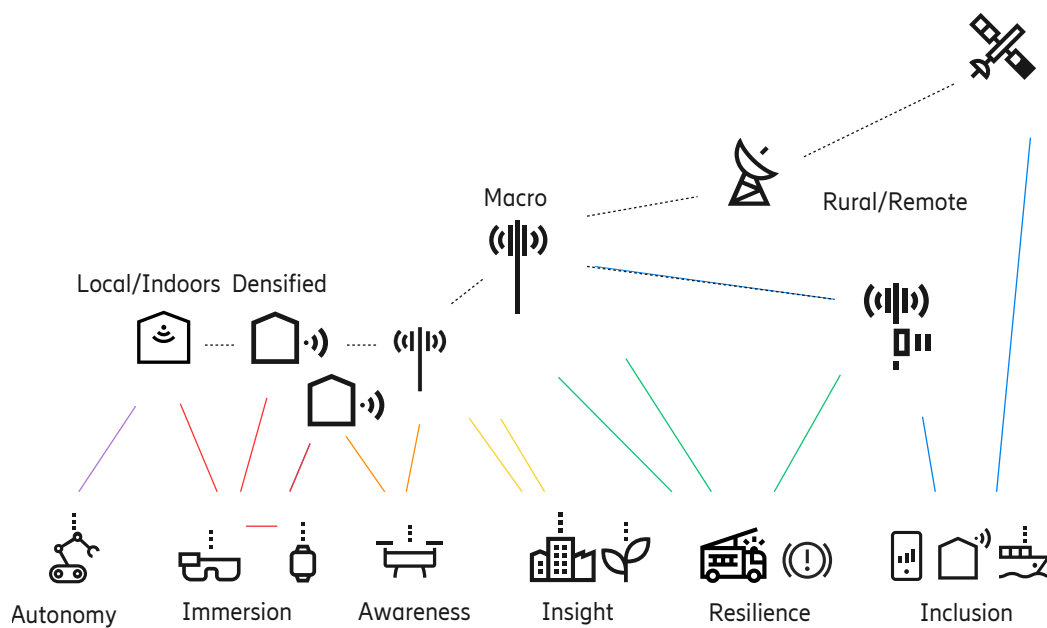 Macro
Rural/Remote
Local/Indoors Densified
Autonomy
Immersion
Awareness
Insight
Resilience
Inclusion